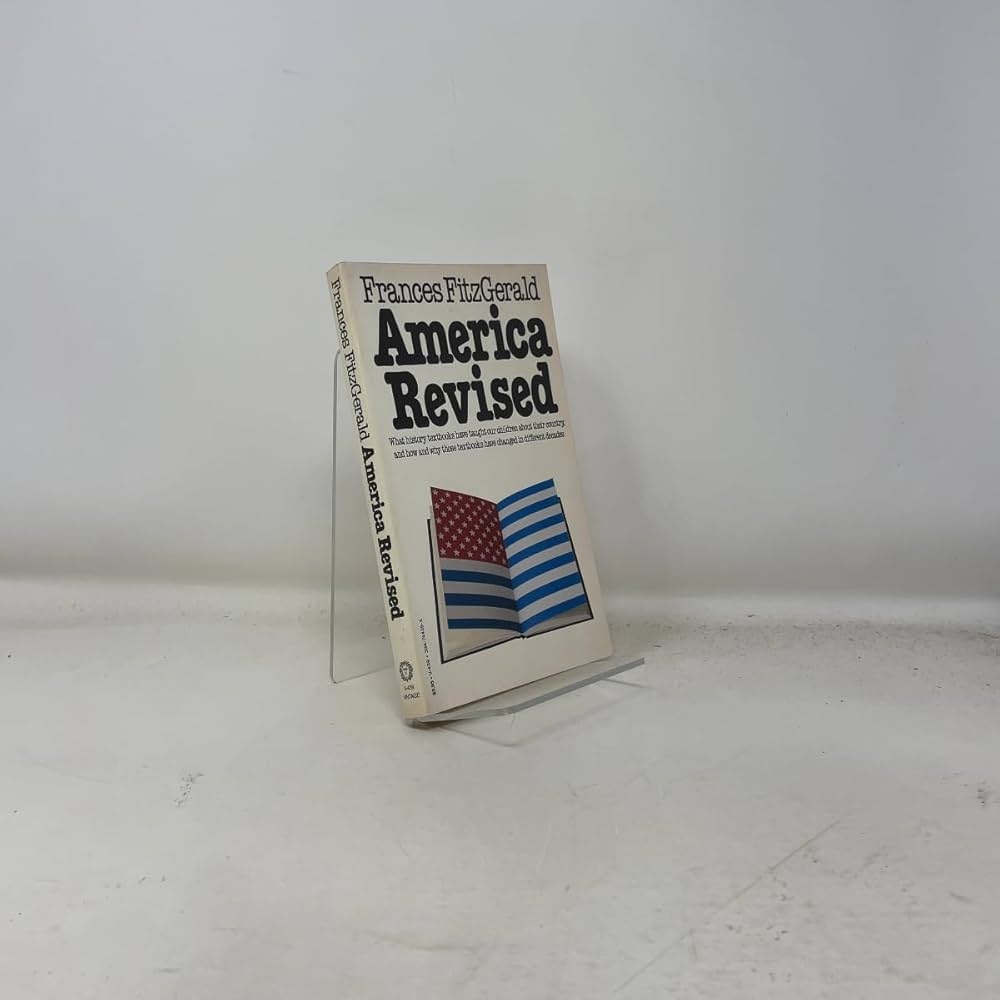 Frances FitzGerald
America
Revised
What history textbooks have taught our children about their country,
and how and why those textbooks have changed in different decades
Frances FitzGerald America Revised
VINTAGE